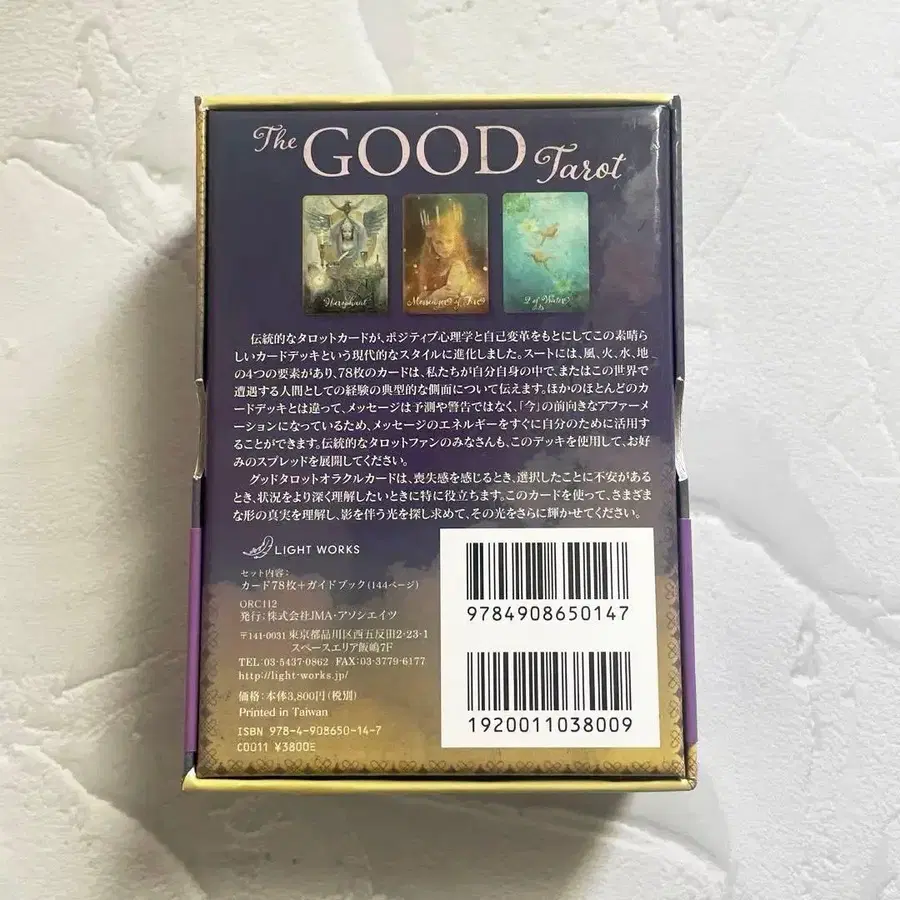 The GOOD Tarot
Hierophant
Messenger of Fire
2 of Water
伝統的なタロットカードが、ポジティブ心理学と自己変革をもとにしてこの素晴ら
しいカードデッキという現代的なスタイルに進化しました。スートには、風、火、水、地
の4つの要素があり、78枚のカードは、私たちが自分自身の中で、またはこの世界で
遭遇する人間としての経験の典型的な側面について伝えます。ほかのほとんどのカ
ードデッキとは違って、メッセージは予測や警告ではなく、「今」の前向きなアファー
メーションになっているため、メッセージのエネルギーをすぐに自分のために活用す
ることができます。伝統的なタロットファンのみなさんも、このデッキを使用して、お好
みのスプレッドを展開してください。
グッドタロットオラクルカードは、喪失感を感じるとき、選択したことに不安がある
とき、状況をより深く理解したいときに特に役立ちます。このカードを使って、さまざま
な形の真実を理解し、影を伴う光を探し求めて、その光をさらに輝かせてください。
LIGHT WORKS
セット内容：
カード78枚＋ガイドブック（144ページ）
ORC112
発行：株式会社JMA・アソシエイツ
〒141-0031 東京都品川区西五反田2-23-1
スペースエリア飯嶋7F
TEL：03-5437-0862 FAX：03-3779-6177
http://light-works.jp/
価格：本体3,800円（税別）
Printed in Taiwan
ISBN 978-4-908650-14-7
C0011 ¥3800E
9784908650147
1920011038009